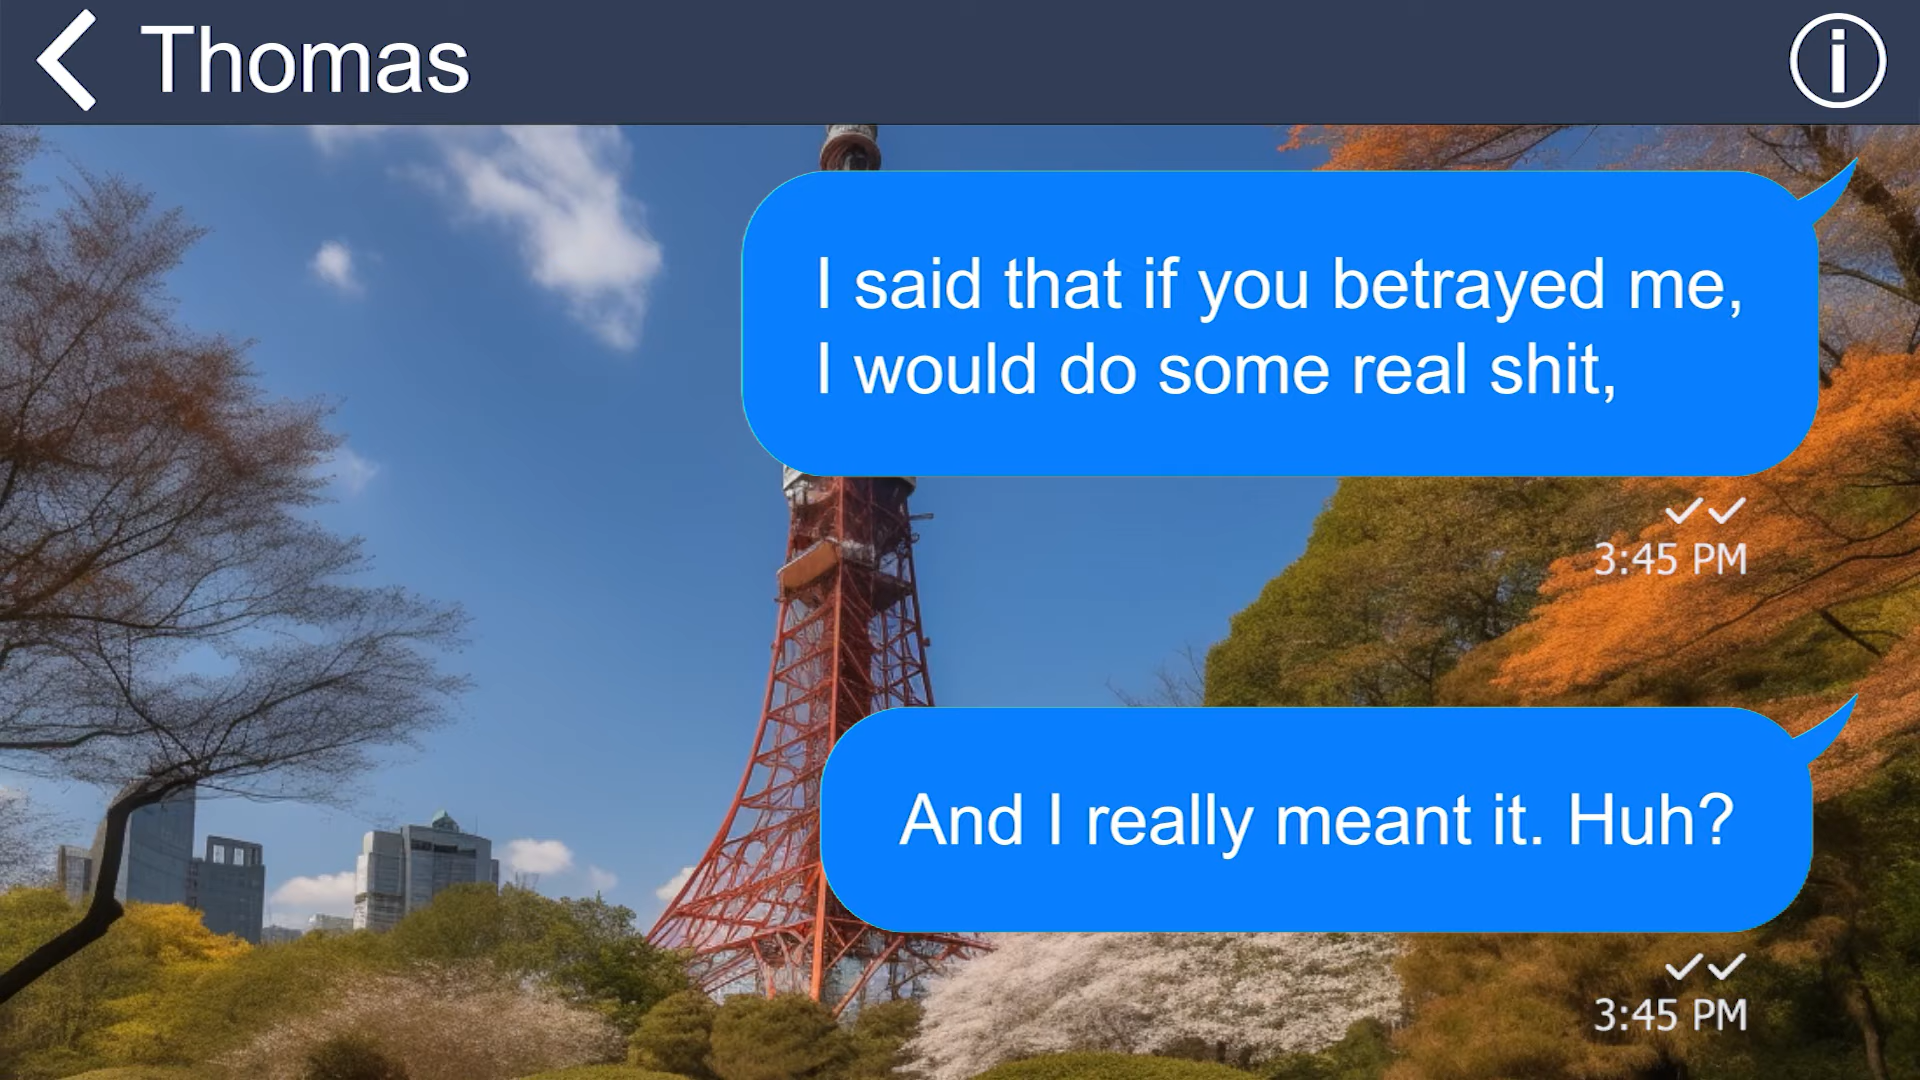 Thomas
I said that if you betrayed me,
I would do some real shit,
3:45 PM
And I really meant it. Huh?
3:45 PM